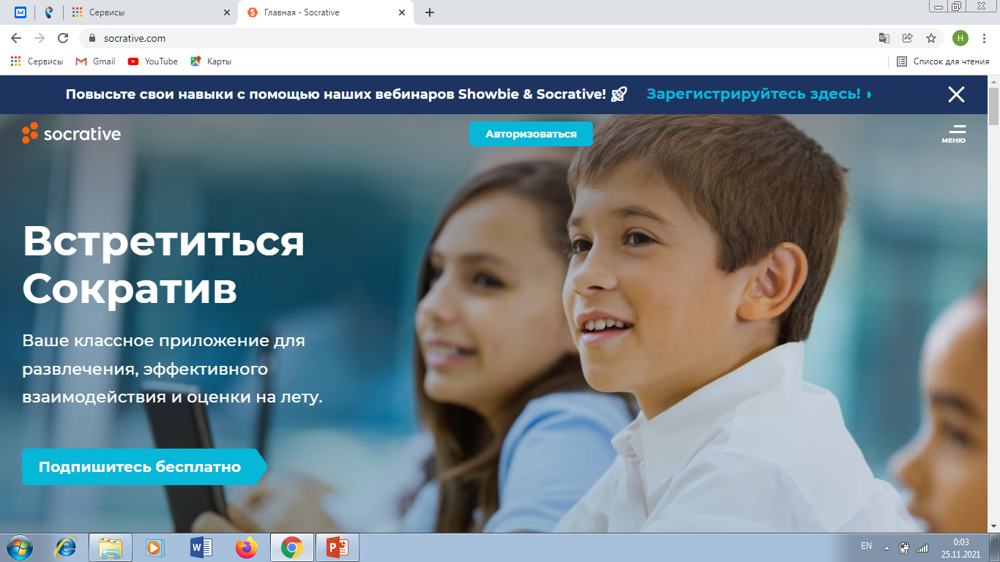 Сервисы
Главная - Socrative
socrative.com
Н
Сервисы Gmail YouTube Карты Список для чтения
Повысьте свои навыки с помощью наших вебинаров Showbie & Socrative! Зарегистрируйтесь здесь!
socrative
Авторизоваться
МЕНЮ
Встретиться
Сократив
Ваше классное приложение для
развлечения, эффективного
взаимодействия и оценки на лету.
Подпишитесь бесплатно
EN
0:03
25.11.2021